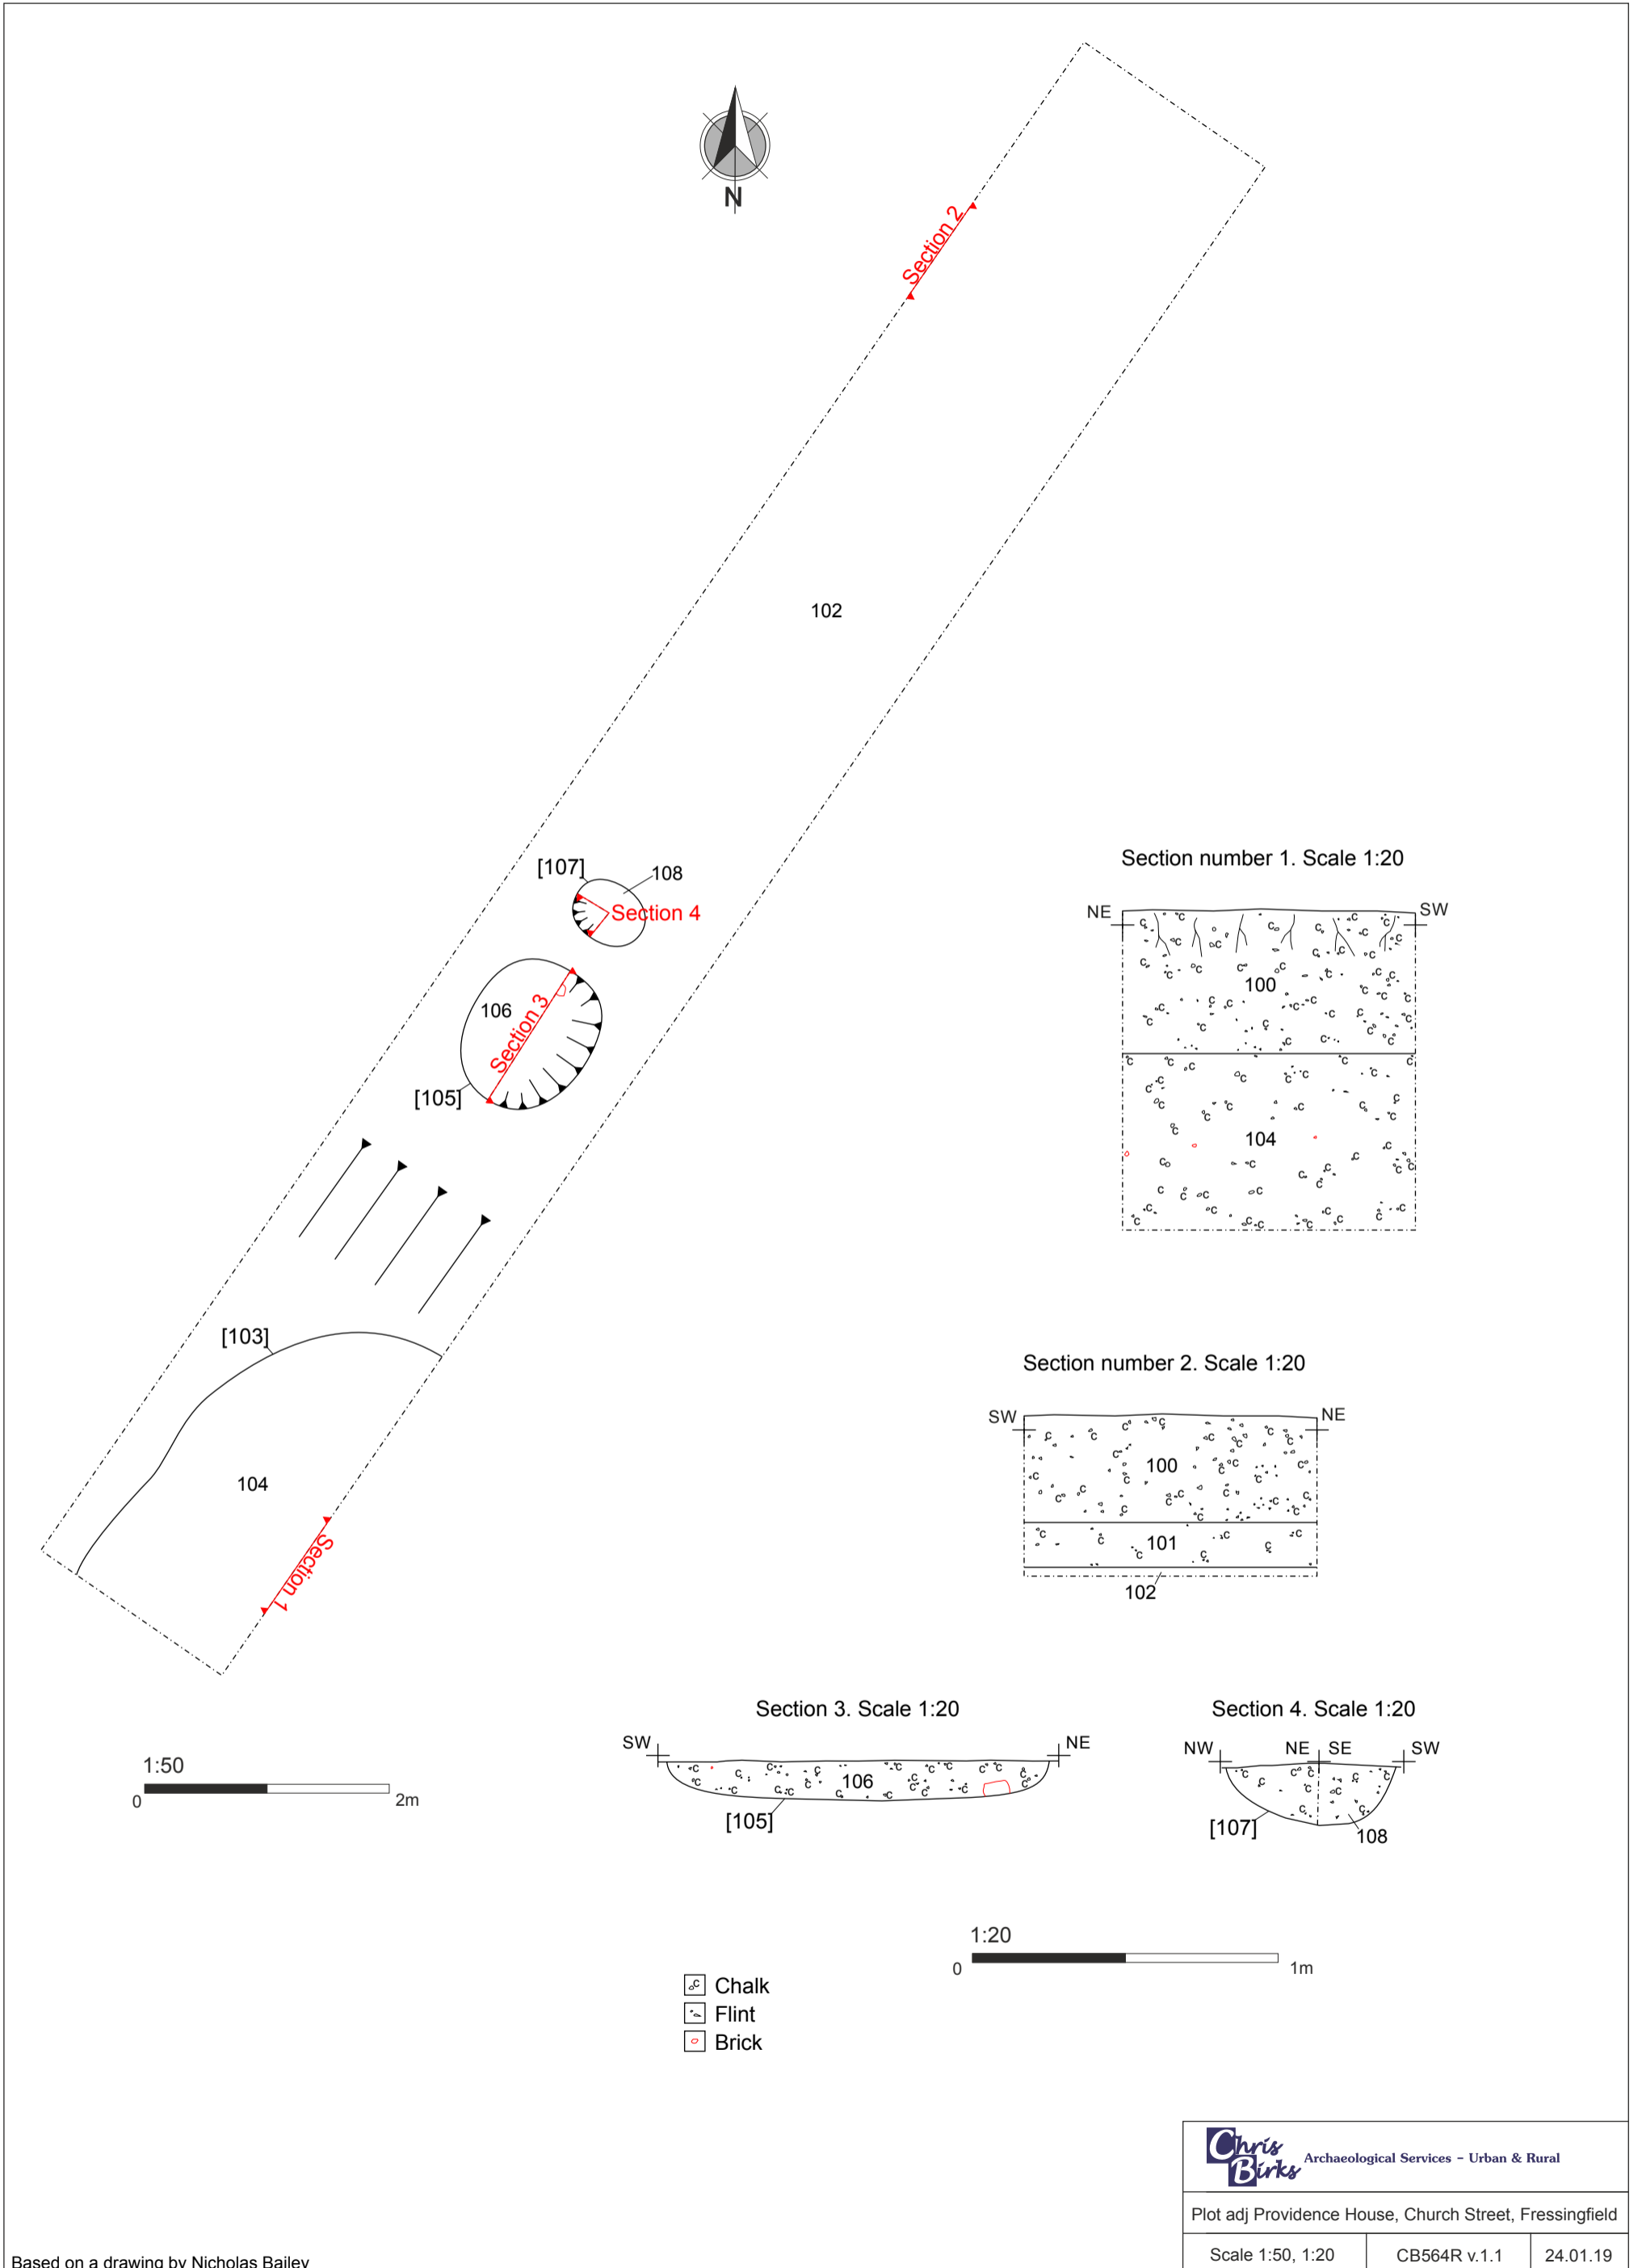 N
Section 2
102
[107]
108
Section 4
106
Section 3
[105]
[103]
104
Section 1
Section number 1. Scale 1:20
NE
SW
100
104
Section number 2. Scale 1:20
SW
NE
100
101
102
Section 3. Scale 1:20
SW
NE
106
[105]
Section 4. Scale 1:20
NW
NE
SE
SW
[107]
108
1:50
0
2m
1:20
0
1m
Chalk
Flint
Brick
Chris Birks
Archaeological Services - Urban & Rural
Plot adj Providence House, Church Street, Fressingfield
Scale 1:50, 1:20
CB564R v.1.1
24.01.19
Based on a drawing by Nicholas Bailey